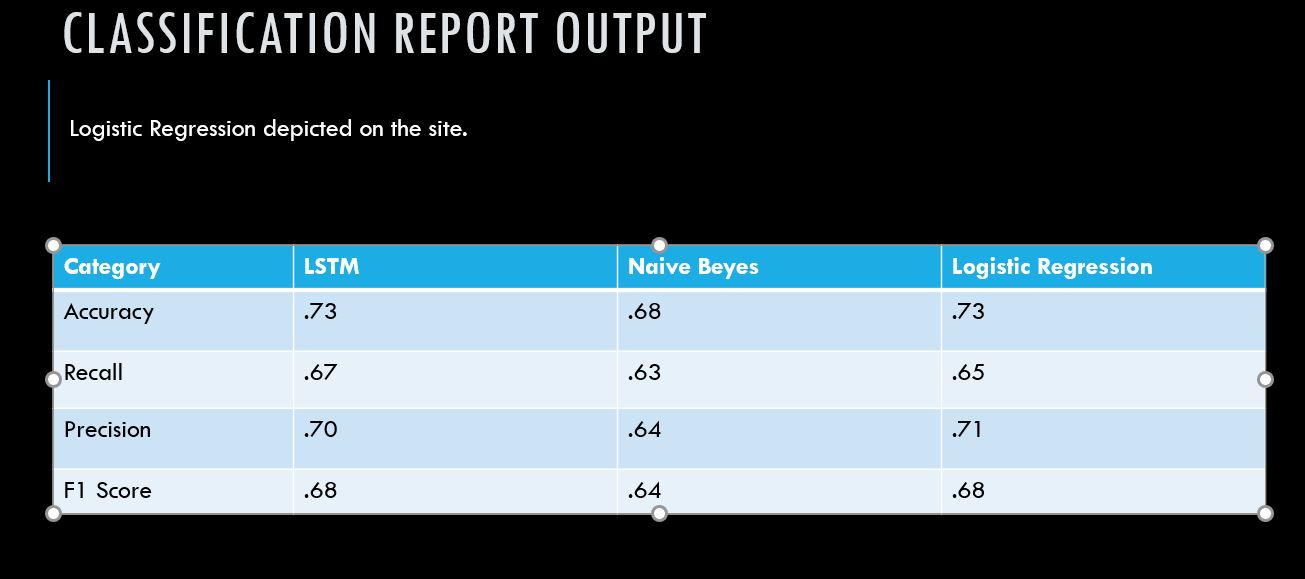 CLASSIFICATION REPORT OUTPUT
Logistic Regression depicted on the site.
Category LSTM Naive Beyes Logistic Regression
Accuracy .73 .68 .73
Recall .67 .63 .65
Precision .70 .64 .71
F1 Score .68 .64 .68